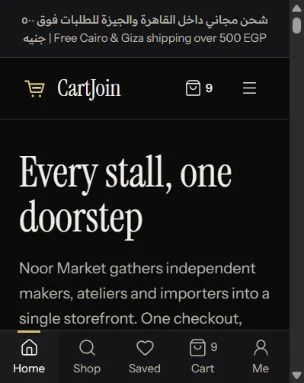 شحن مجاني داخل القاهرة والجيزة للطلبات فوق ٥٠٠
جنيه | Free Cairo & Giza shipping over 500 EGP
CartJoin
9
Every stall, one
doorstep
Noor Market gathers independent
makers, ateliers and importers into a
single storefront. One checkout,
Home
Shop
Saved
9
Cart
Me